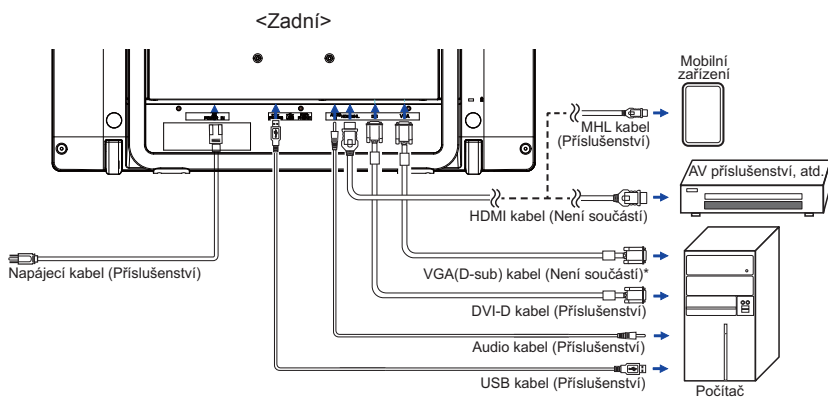 <Zadní>
Mobilní
zařízení
MHL kabel
(Příslušenství)
AV příslušenství, atd.
HDMI kabel (Není součástí)
Napájecí kabel (Příslušenství)
VGA(D-sub) kabel (Není součástí)*
DVI-D kabel (Příslušenství)
Audio kabel (Příslušenství)
USB kabel (Příslušenství)
Počítač